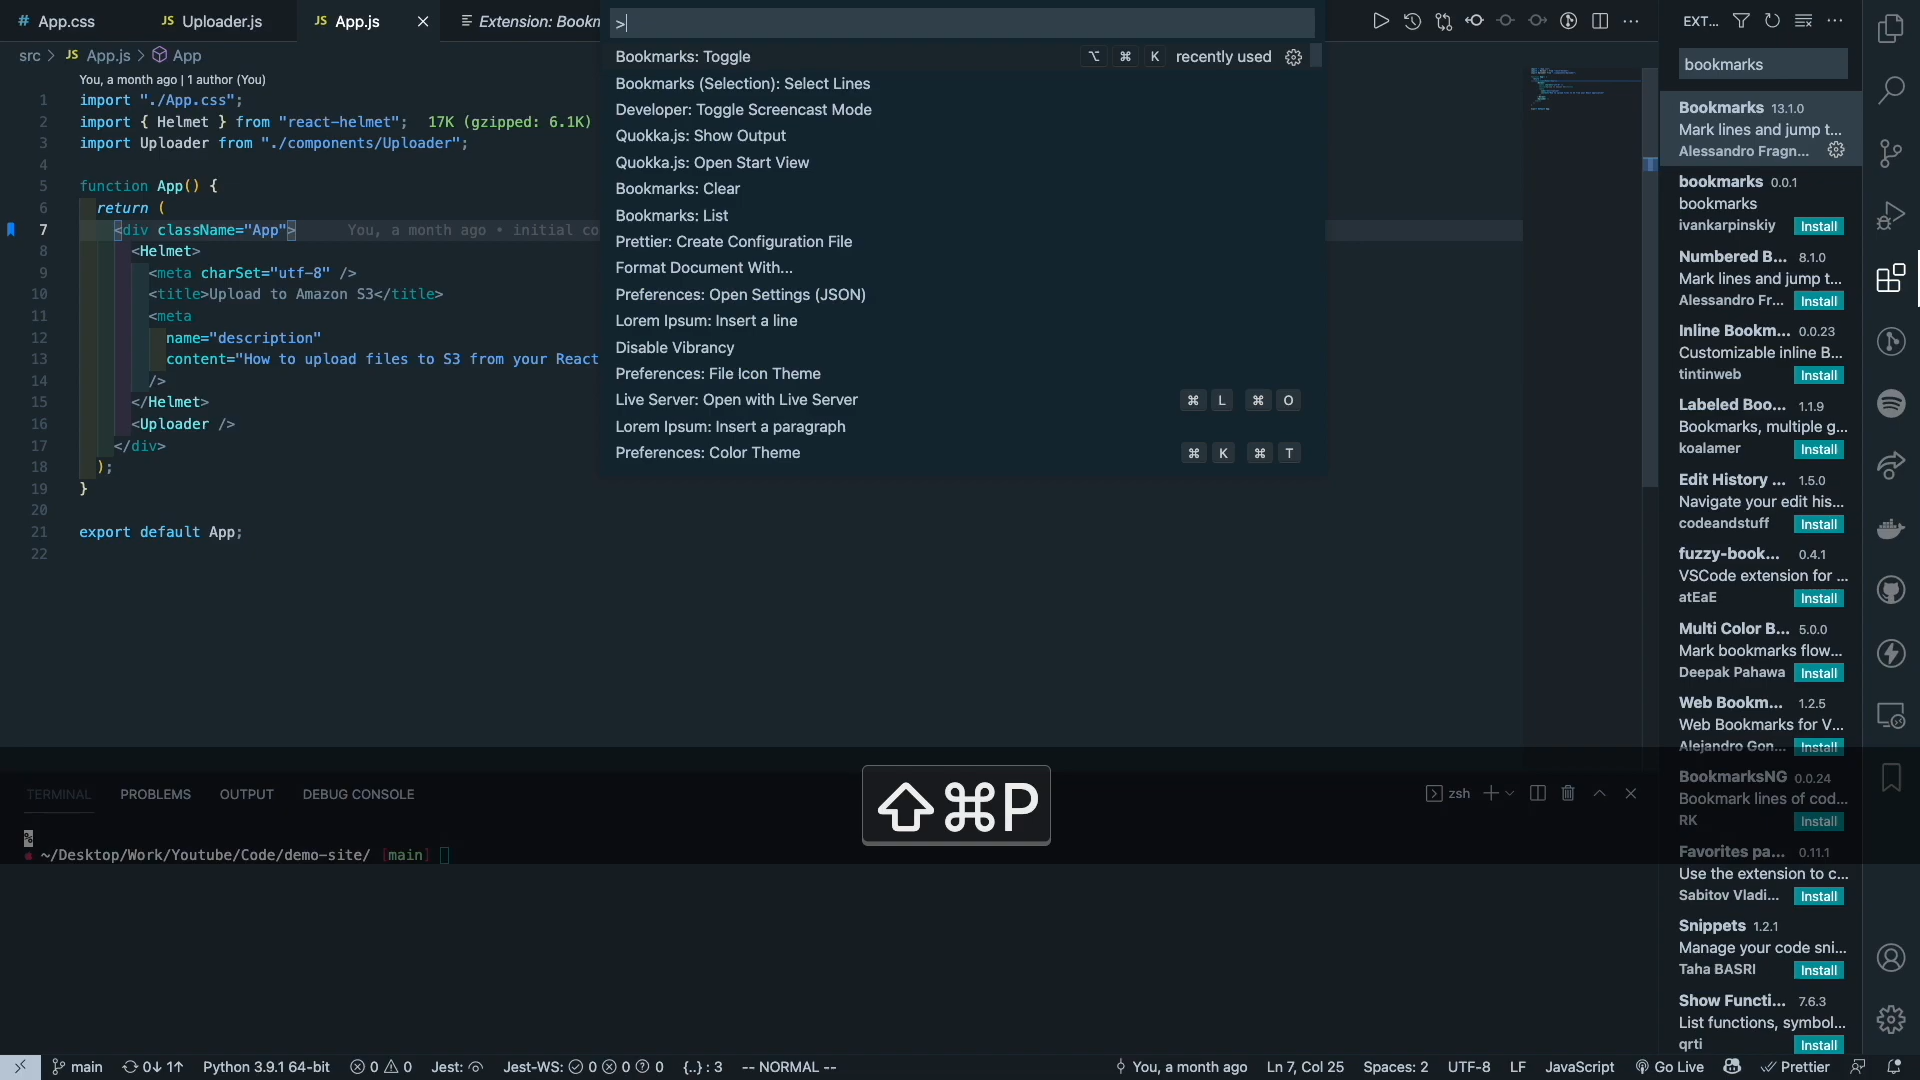 # App.css
JS Uploader.js
JS App.js
Extension: Bookm
>
EXT...
src > JS App.js > App
You, a month ago | 1 author (You)
1 import "./App.css";
2 import { Helmet } from "react-helmet"; 17K (gzipped: 6.1K)
3 import Uploader from "./components/Uploader";
4
5 function App() {
6 return (
7 <div className="App"> You, a month ago • initial co
8 <Helmet>
9 <meta charSet="utf-8" />
10 <title>Upload to Amazon S3</title>
11 <meta
12 name="description"
13 content="How to upload files to S3 from your React
14 />
15 </Helmet>
16 <Uploader />
17 </div>
18 );
19 }
20
21 export default App;
22
Bookmarks: Toggle ⌥ ⌘ K recently used
Bookmarks (Selection): Select Lines
Developer: Toggle Screencast Mode
Quokka.js: Show Output
Quokka.js: Open Start View
Bookmarks: Clear
Bookmarks: List
Prettier: Create Configuration File
Format Document With...
Preferences: Open Settings (JSON)
Lorem Ipsum: Insert a line
Disable Vibrancy
Preferences: File Icon Theme
Live Server: Open with Live Server ⌘ L ⌘ O
Lorem Ipsum: Insert a paragraph
Preferences: Color Theme ⌘ K ⌘ T
bookmarks
Bookmarks 13.1.0
Mark lines and jump t...
Alessandro Fragn...
bookmarks 0.0.1
bookmarks
ivankarpinskiy Install
Numbered B... 8.1.0
Mark lines and jump t...
Alessandro Fr... Install
Inline Bookm... 0.0.23
Customizable inline B...
tintinweb Install
Labeled Boo... 1.1.9
Bookmarks, multiple g...
koalamer Install
Edit History ... 1.5.0
Navigate your edit his...
codeandstuff Install
fuzzy-book... 0.4.1
VSCode extension for ...
atEaE Install
Multi Color B... 5.0.0
Mark bookmarks flow...
Deepak Pahawa Install
Web Bookm... 1.2.5
Web Bookmarks for V...
Alejandro Gon... Install
BookmarksNG 0.0.24
Bookmark lines of cod...
RK Install
Favorites pa... 0.11.1
Use the extension to c...
Sabitov Vladi... Install
Snippets 1.2.1
Manage your code sni...
Taha BASRI Install
Show Functi... 7.6.3
List functions, symbol...
qrti Install
TERMINAL PROBLEMS OUTPUT DEBUG CONSOLE
zsh
⇧⌘P
%
~/Desktop/Work/Youtube/Code/demo-site/ [main]
main 0↓ 1↑ Python 3.9.1 64-bit 0 0 Jest: Jest-WS: 0 0 0 {..} : 3 -- NORMAL -- You, a month ago Ln 7, Col 25 Spaces: 2 UTF-8 LF JavaScript Go Live Prettier